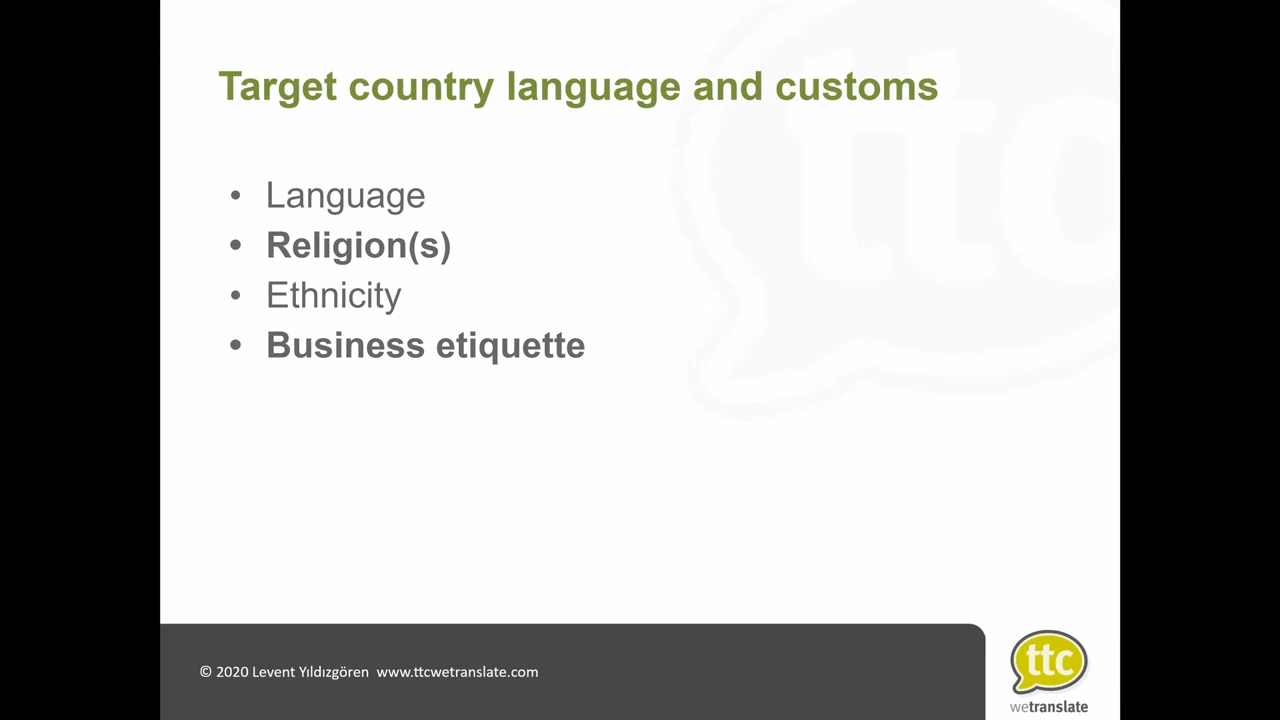 Target country language and customs
• Language
• Religion(s)
• Ethnicity
• Business etiquette
© 2020 Levent Yıldızgören www.ttcwetranslate.com
ttc
wetranslate